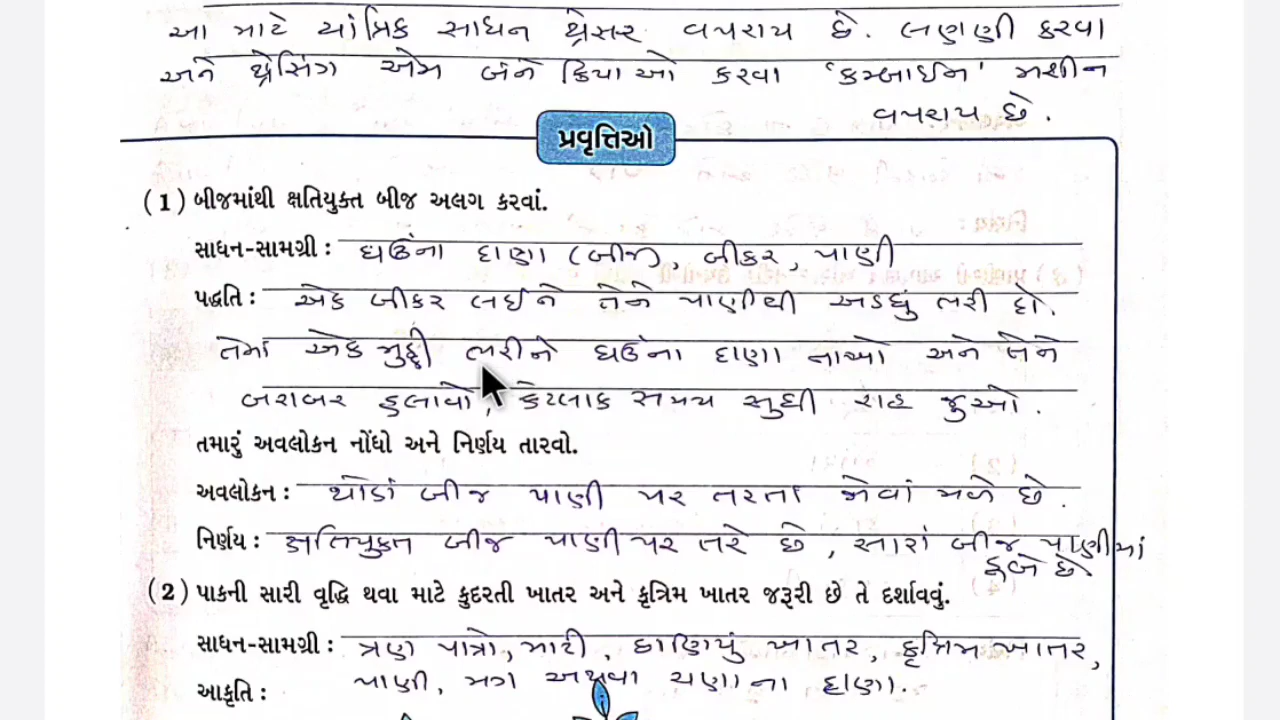 આ માટે યાંત્રિક સાધન થ્રેસર વપરાય છે. લણણી કરવા
અને થ્રેસિંગ એમ બંને ક્રિયાઓ કરવા 'કમ્બાઈન' મશીન
વપરાય છે.
પ્રવૃત્તિઓ
(1) બીજમાંથી ક્ષતિયુક્ત બીજ અલગ કરવાં.
સાધન-સામગ્રી : ઘઉંના દાણા (બીજ), બીકર, પાણી
પદ્ધતિ : એક બીકર લઈને તેને પાણીથી અડધું ભરી દો.
તેમાં એક મુઠ્ઠી ભરીને ઘઉંના દાણા નાખો અને તેને
બરાબર હલાવો, કેટલાક સમય સુધી રાહ જુઓ.
તમારું અવલોકન નોંધો અને નિર્ણય તારવો.
અવલોકન : થોડાં બીજ પાણી પર તરતાં જોવાં મળે છે.
નિર્ણય : ક્ષતિયુક્ત બીજ પાણી પર તરે છે, સારાં બીજ પાણીમાં
ડૂબે છે.
(2) પાકની સારી વૃદ્ધિ થવા માટે કુદરતી ખાતર અને કૃત્રિમ ખાતર જરૂરી છે તે દર્શાવવું.
સાધન-સામગ્રી : ત્રણ પાત્રો, માટી, છાણિયું ખાતર, કૃત્રિમ ખાતર,
પાણી, મગ અથવા ચણાના દાણા.
આકૃતિ :